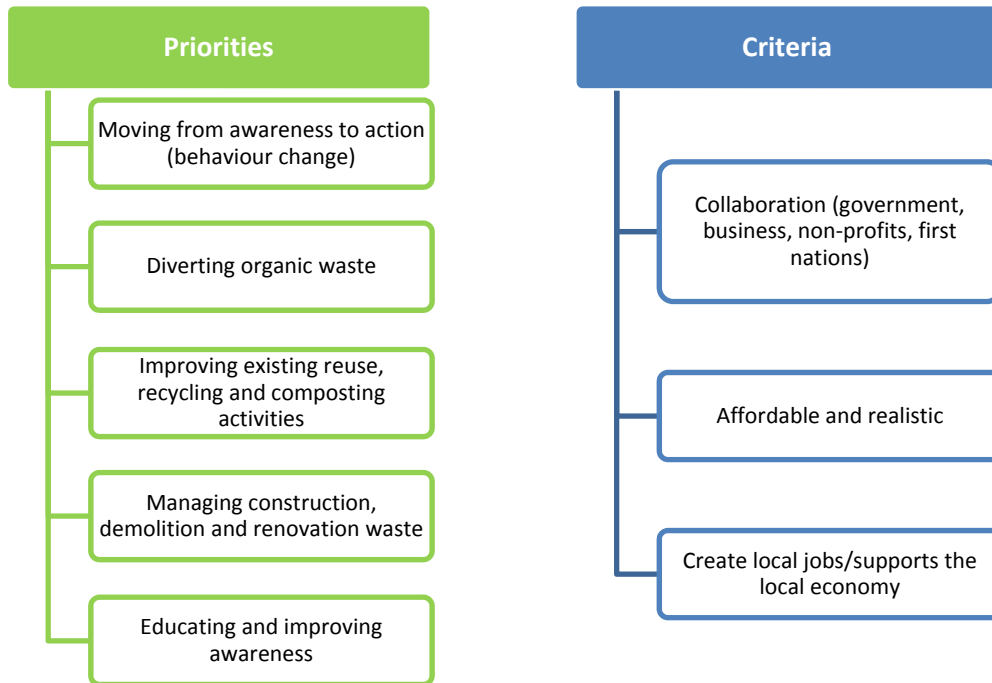 Priorities
Moving from awareness to action
(behaviour change)
Diverting organic waste
Improving existing reuse,
recycling and composting
activities
Managing construction,
demolition and renovation waste
Educating and improving
awareness
Criteria
Collaboration (government,
business, non-profits, first
nations)
Affordable and realistic
Create local jobs/supports the
local economy